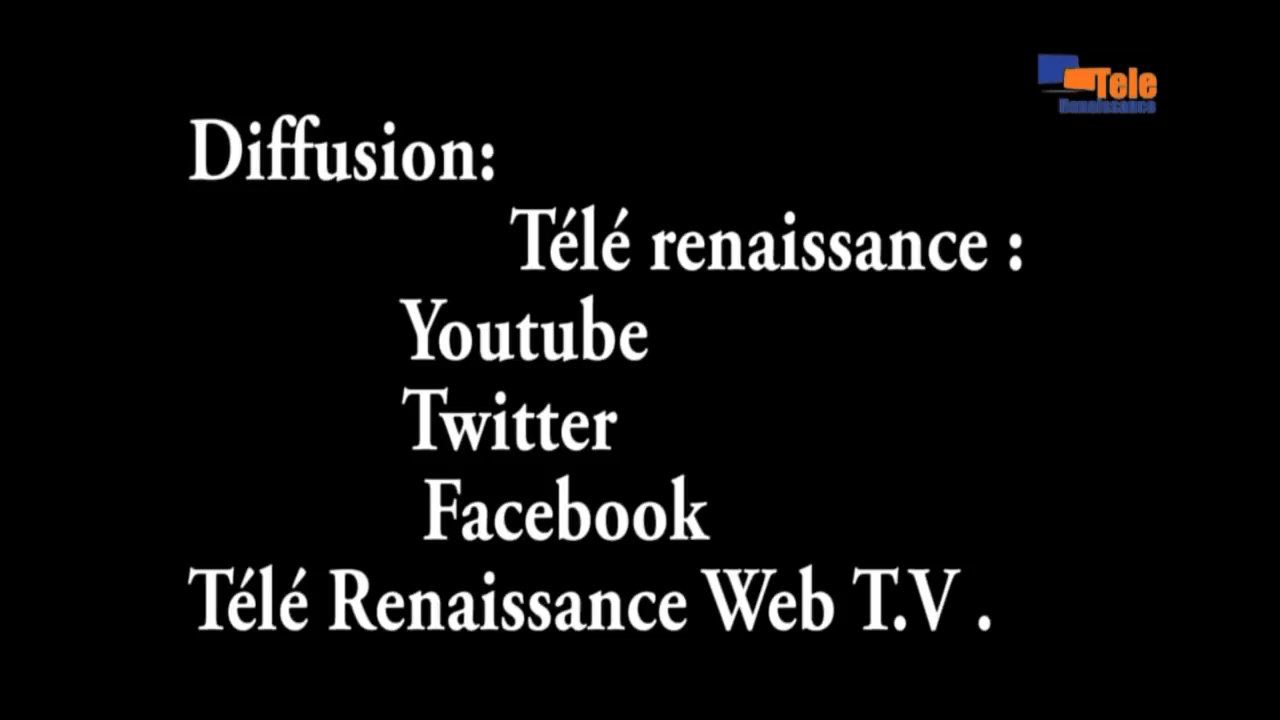 Tele
Renaissance
Diffusion:
Télé renaissance :
Youtube
Twitter
Facebook
Télé Renaissance Web T.V .